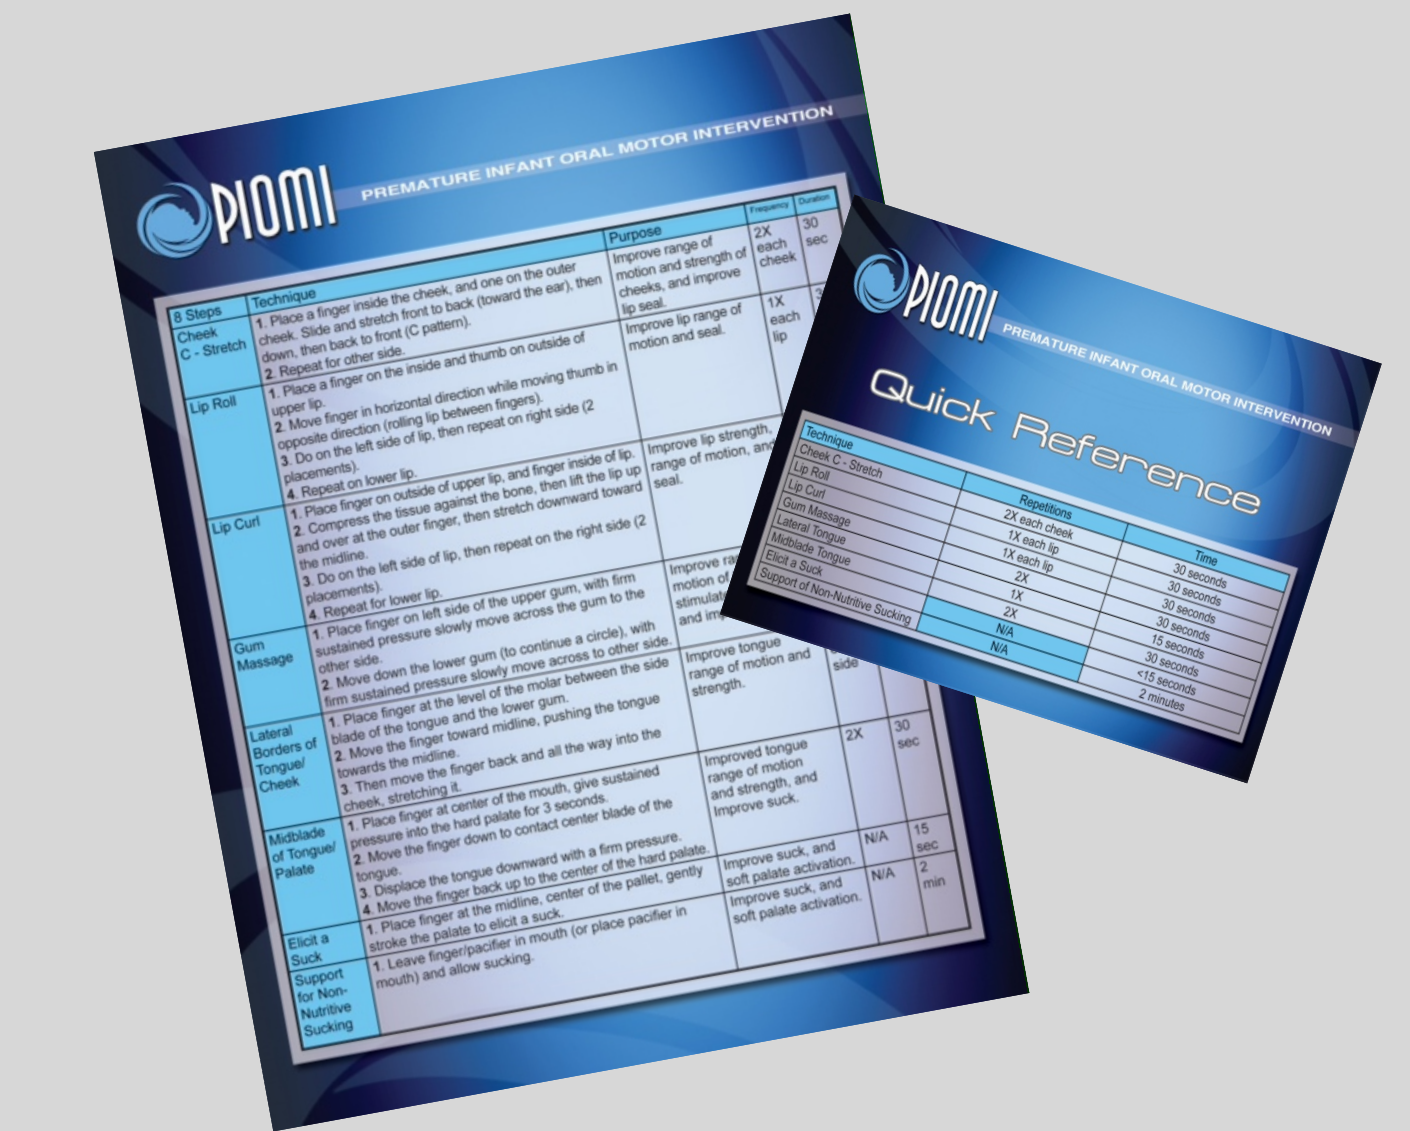 PIOMI
PREMATURE INFANT ORAL MOTOR INTERVENTION
8 Steps
Technique
Purpose
Frequency
Duration
Cheek
C - Stretch
1. Place a finger inside the cheek, and one on the outer
cheek. Slide and stretch front to back (toward the ear), then
down, then back to front (C pattern).
2. Repeat for other side.
Improve range of
motion and strength of
cheeks, and improve
lip seal.
2X
each
cheek
30
sec
Lip Roll
1. Place a finger on the inside and thumb on outside of
upper lip.
2. Move finger in horizontal direction while moving thumb in
opposite direction (rolling lip between fingers).
3. Do on the left side of lip, then repeat on right side (2
placements).
4. Repeat on lower lip.
Improve lip range of
motion and seal.
1X
each
lip
Lip Curl
1. Place finger on outside of upper lip, and finger inside of lip.
2. Compress the tissue against the bone, then lift the lip up
and over at the outer finger, then stretch downward toward
the midline.
3. Do on the left side of lip, then repeat on the right side (2
placements).
4. Repeat for lower lip.
Improve lip strength,
range of motion, and
seal.
Gum
Massage
1. Place finger on left side of the upper gum, with firm
sustained pressure slowly move across the gum to the
other side.
2. Move down the lower gum (to continue a circle), with
firm sustained pressure slowly move across to other side.
Improve
motion of
and
Lateral
Borders of
Tongue/
Cheek
1. Place finger at the level of the molar between the side
blade of the tongue and the lower gum.
2. Move the finger toward midline, pushing the tongue
towards the midline.
3. Then move the finger back and all the way into the
cheek, stretching it.
Improve tongue
range of motion and
strength.
side
Midblade
of Tongue/
Palate
1. Place finger at center of the mouth, give sustained
pressure into the hard palate for 3 seconds.
2. Move the finger down to contact center blade of the
tongue.
3. Displace the tongue downward with a firm pressure.
4. Move the finger back up to the center of the hard palate.
Improved tongue
range of motion
and strength, and
Improve suck.
2X
30
sec
Elicit a
Suck
1. Place finger at the midline, center of the pallet, gently
stroke the palate to elicit a suck.
Improve suck, and
soft palate activation.
N/A
15
sec
Support
for Non-
Nutritive
Sucking
1. Leave finger/pacifier in mouth (or place pacifier in
mouth) and allow sucking.
Improve suck, and
soft palate activation.
N/A
2
min
PIOMI
PREMATURE INFANT ORAL MOTOR INTERVENTION
Quick Reference
Technique
Repetitions
Time
Cheek C - Stretch
2X each cheek
30 seconds
Lip Roll
1X each lip
30 seconds
Lip Curl
1X each lip
30 seconds
Gum Massage
2X
30 seconds
Lateral Tongue
1X
15 seconds
Midblade Tongue
2X
30 seconds
Elicit a Suck
N/A
<15 seconds
Support of Non-Nutritive Sucking
N/A
2 minutes